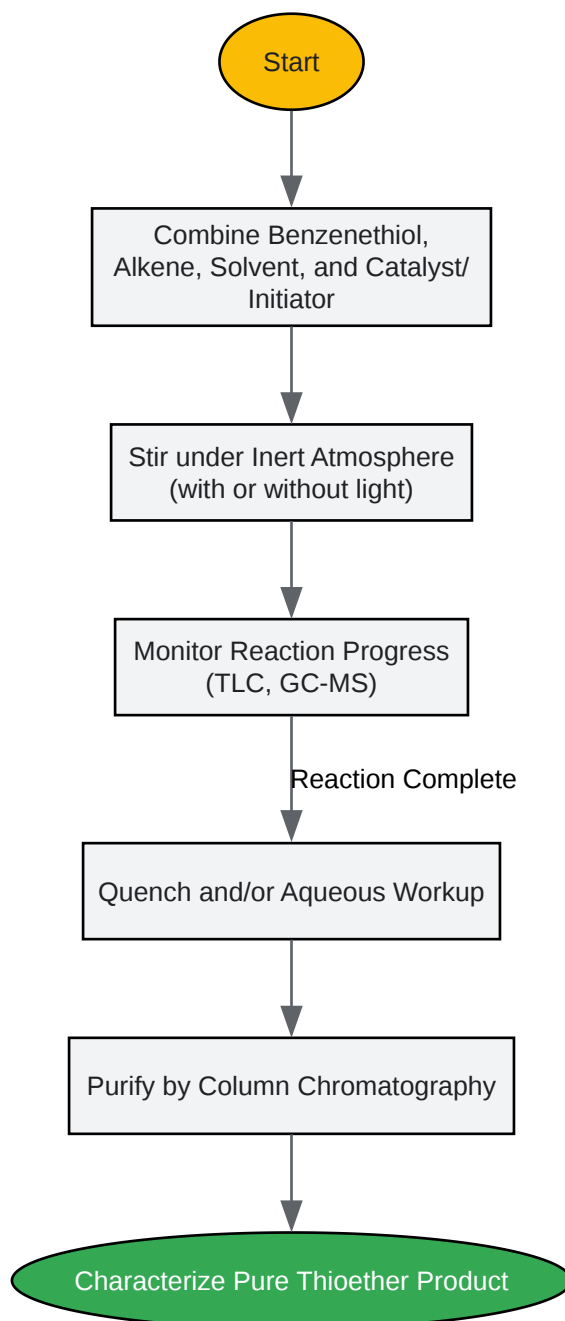 Start
Combine Benzenethiol,
Alkene, Solvent, and Catalyst/
Initiator
Stir under Inert Atmosphere
(with or without light)
Monitor Reaction Progress
(TLC, GC-MS)
Reaction Complete
Quench and/or Aqueous Workup
Purify by Column Chromatography
Characterize Pure Thioether Product